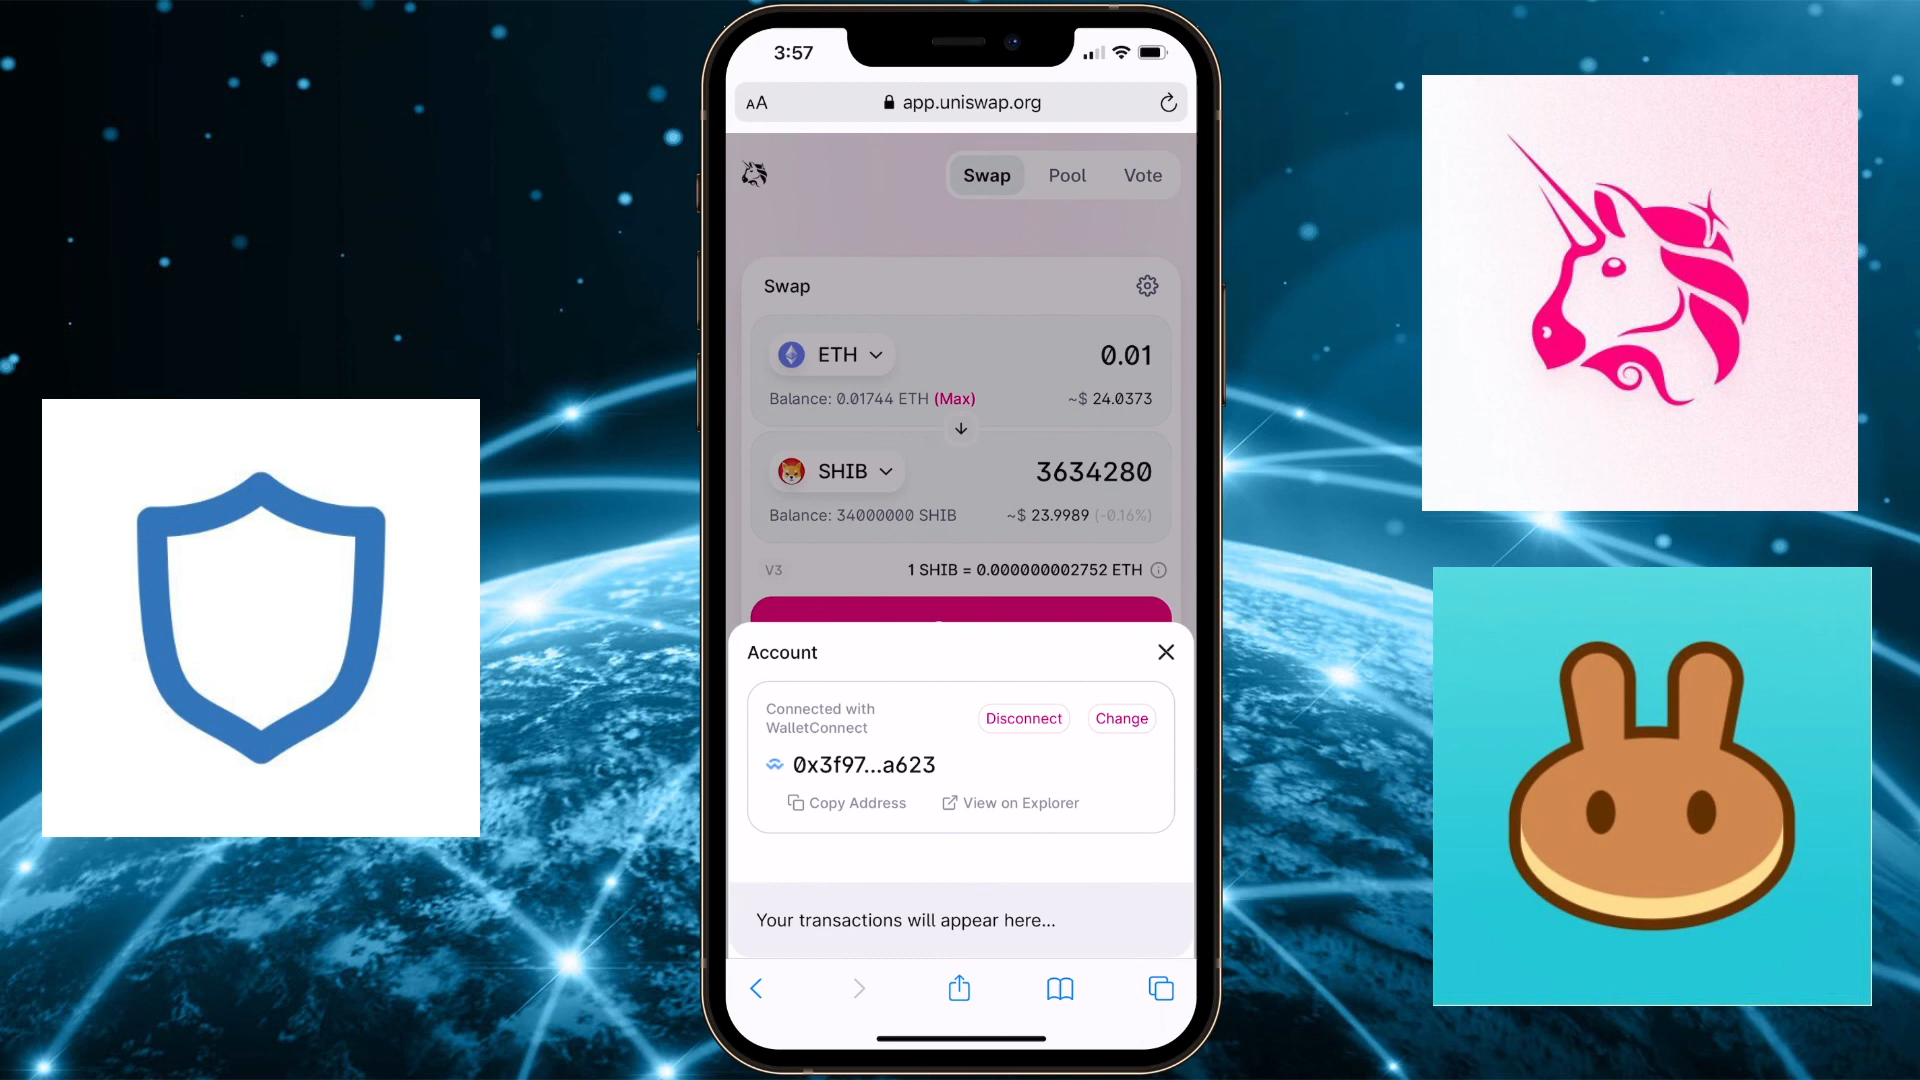 3:57
AA
app.uniswap.org
Swap Pool Vote
Swap
ETH 0.01
Balance: 0.01744 ETH (Max) ~$ 24.0373
SHIB 3634280
Balance: 34000000 SHIB ~$ 23.9989 (-0.16%)
V3 1 SHIB = 0.000000002752 ETH
Account
Connected with
WalletConnect
Disconnect Change
0x3f97...a623
Copy Address View on Explorer
Your transactions will appear here...